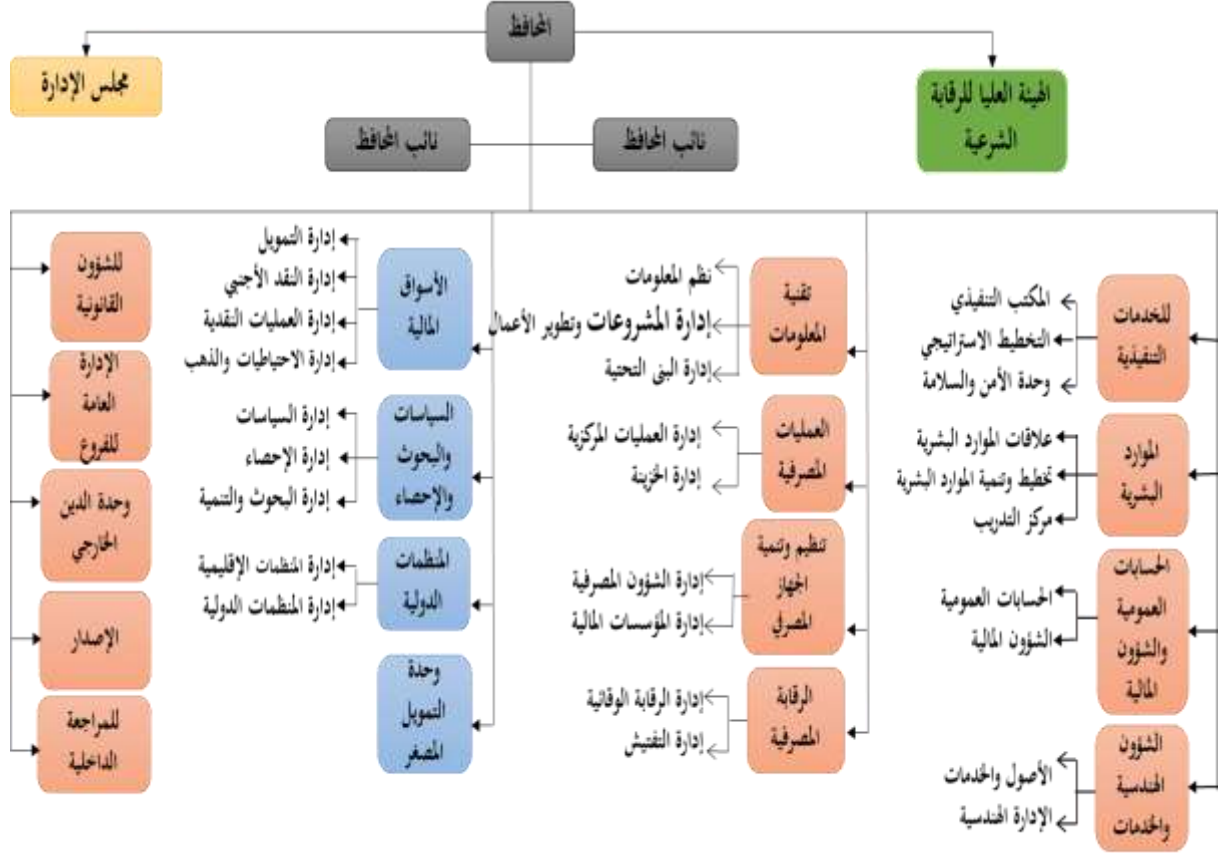 المحافظ
الهيئة العليا للرقابة
الشرعية
مجلس الإدارة
نائب المحافظ
نائب المحافظ
للخدمات
التنفيذية
المكتب التنفيذي
التخطيط الاستراتيجي
وحدة الأمن والسلامة
الموارد
البشرية
علاقات الموارد البشرية
تخطيط وتنمية الموارد البشرية
مركز التدريب
الحسابات
العمومية
والشؤون
المالية
الحسابات العمومية
الشؤون المالية
الشؤون
الهندسية
والخدمات
الأصول والخدمات
الإدارة الهندسية
تقنية
المعلومات
نظم المعلومات
إدارة المشروعات وتطوير الأعمال
إدارة البنى التحتية
العمليات
المصرفية
إدارة العمليات المركزية
إدارة الخزينة
تنظيم وتنمية
الجهاز
المصرفي
إدارة الشؤون المصرفية
إدارة المؤسسات المالية
الرقابة
المصرفية
إدارة الرقابة الوقائية
إدارة التفتيش
الأسواق
المالية
إدارة التمويل
إدارة النقد الأجنبي
إدارة العمليات النقدية
إدارة الاحتياطيات والذهب
السياسات
والبحوث
والإحصاء
إدارة السياسات
إدارة الإحصاء
إدارة البحوث والتنمية
المنظمات
الدولية
إدارة المنظمات الإقليمية
إدارة المنظمات الدولية
وحدة
التمويل
المصغر
للشؤون
القانونية
الإدارة
العامة
للفروع
وحدة الدين
الخارجي
الإصدار
للمراجعة
الداخلية